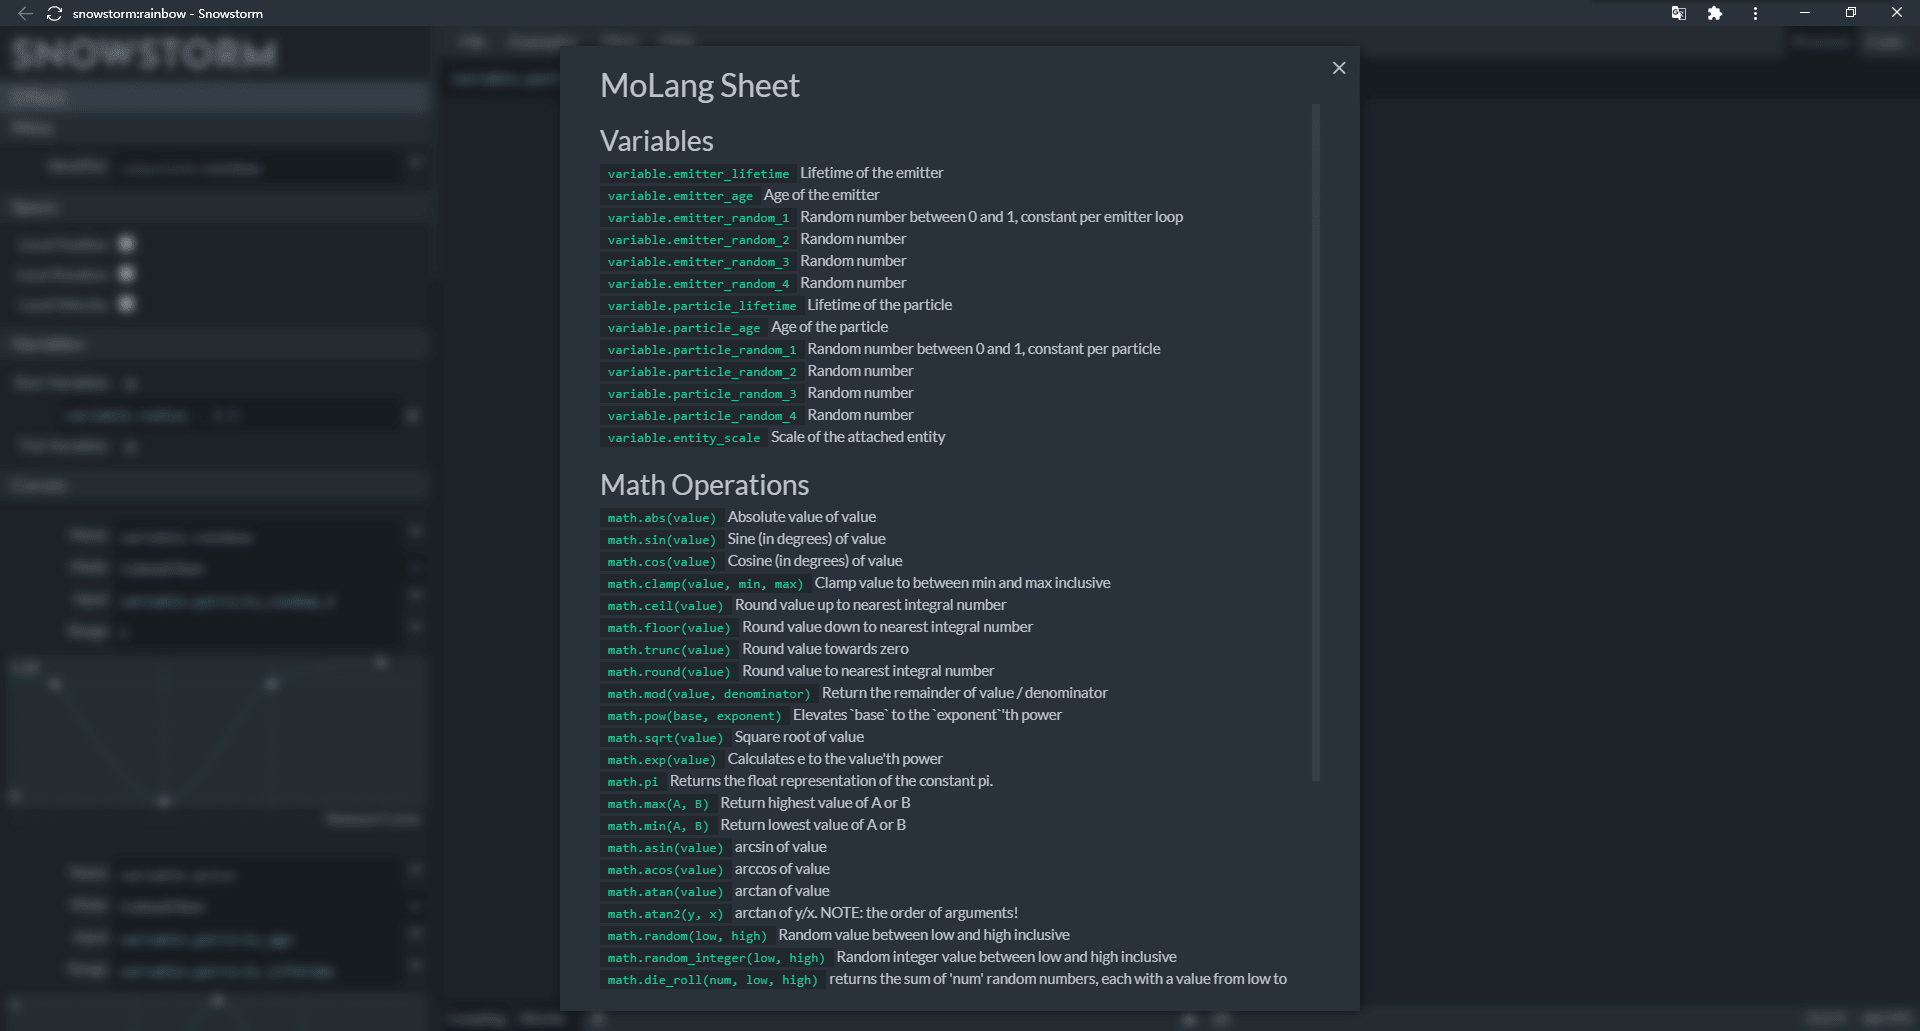 snowstorm:rainbow - Snowstorm
SNOWSTORM
MoLang Sheet
Variables
variable.emitter_lifetime Lifetime of the emitter
variable.emitter_age Age of the emitter
variable.emitter_random_1 Random number between 0 and 1, constant per emitter loop
variable.emitter_random_2 Random number
variable.emitter_random_3 Random number
variable.emitter_random_4 Random number
variable.particle_lifetime Lifetime of the particle
variable.particle_age Age of the particle
variable.particle_random_1 Random number between 0 and 1, constant per particle
variable.particle_random_2 Random number
variable.particle_random_3 Random number
variable.particle_random_4 Random number
variable.entity_scale Scale of the attached entity
Math Operations
math.abs(value) Absolute value of value
math.sin(value) Sine (in degrees) of value
math.cos(value) Cosine (in degrees) of value
math.clamp(value, min, max) Clamp value to between min and max inclusive
math.ceil(value) Round value up to nearest integral number
math.floor(value) Round value down to nearest integral number
math.trunc(value) Round value towards zero
math.round(value) Round value to nearest integral number
math.mod(value, denominator) Return the remainder of value / denominator
math.pow(base, exponent) Elevates `base` to the `exponent`'th power
math.sqrt(value) Square root of value
math.exp(value) Calculates e to the value'th power
math.pi Returns the float representation of the constant pi.
math.max(A, B) Return highest value of A or B
math.min(A, B) Return lowest value of A or B
math.asin(value) arcsin of value
math.acos(value) arccos of value
math.atan(value) arctan of value
math.atan2(y, x) arctan of y/x. NOTE: the order of arguments!
math.random(low, high) Random value between low and high inclusive
math.random_integer(low, high) Random integer value between low and high inclusive
math.die_roll(num, low, high) returns the sum of 'num' random numbers, each with a value from low to